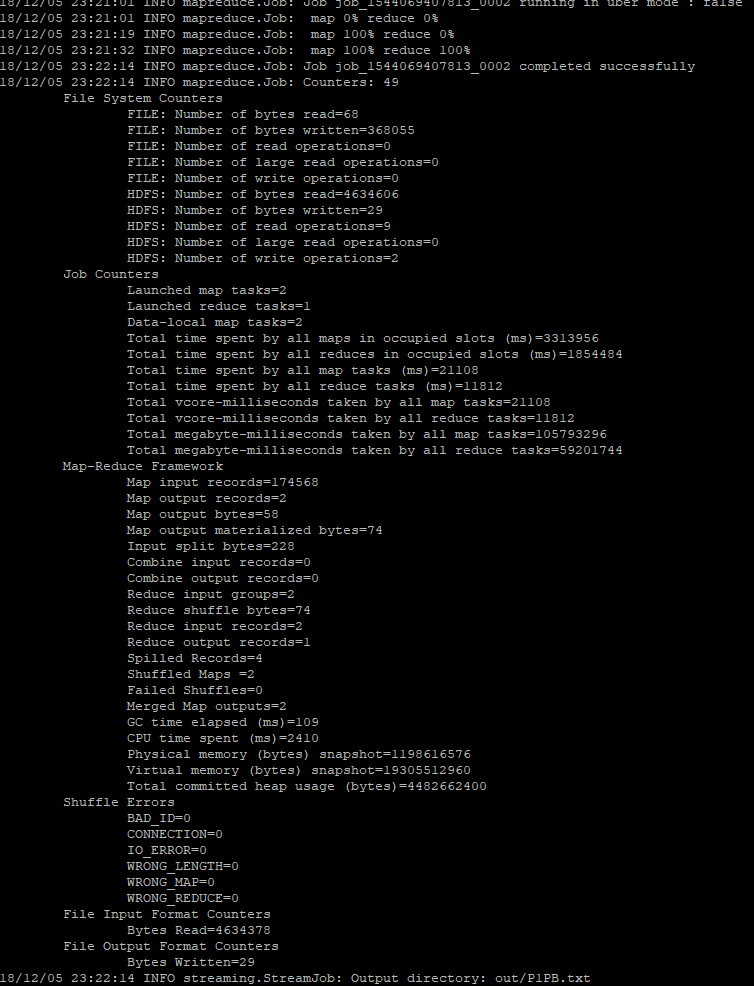 18/12/05 23:21:01 INFO mapreduce.Job: Job job_1544069407813_0002 running in uber mode : false
18/12/05 23:21:01 INFO mapreduce.Job:  map 0% reduce 0%
18/12/05 23:21:19 INFO mapreduce.Job:  map 100% reduce 0%
18/12/05 23:21:32 INFO mapreduce.Job:  map 100% reduce 100%
18/12/05 23:22:14 INFO mapreduce.Job: Job job_1544069407813_0002 completed successfully
18/12/05 23:22:14 INFO mapreduce.Job: Counters: 49
File System Counters
FILE: Number of bytes read=68
FILE: Number of bytes written=368055
FILE: Number of read operations=0
FILE: Number of large read operations=0
FILE: Number of write operations=0
HDFS: Number of bytes read=4634606
HDFS: Number of bytes written=29
HDFS: Number of read operations=9
HDFS: Number of large read operations=0
HDFS: Number of write operations=2
Job Counters
Launched map tasks=2
Launched reduce tasks=1
Data-local map tasks=2
Total time spent by all maps in occupied slots (ms)=3313956
Total time spent by all reduces in occupied slots (ms)=1854484
Total time spent by all map tasks (ms)=21108
Total time spent by all reduce tasks (ms)=11812
Total vcore-milliseconds taken by all map tasks=21108
Total vcore-milliseconds taken by all reduce tasks=11812
Total megabyte-milliseconds taken by all map tasks=105793296
Total megabyte-milliseconds taken by all reduce tasks=59201744
Map-Reduce Framework
Map input records=174568
Map output records=2
Map output bytes=58
Map output materialized bytes=74
Input split bytes=228
Combine input records=0
Combine output records=0
Reduce input groups=2
Reduce shuffle bytes=74
Reduce input records=2
Reduce output records=1
Spilled Records=4
Shuffled Maps =2
Failed Shuffles=0
Merged Map outputs=2
GC time elapsed (ms)=109
CPU time spent (ms)=2410
Physical memory (bytes) snapshot=1198616576
Virtual memory (bytes) snapshot=19305512960
Total committed heap usage (bytes)=4482662400
Shuffle Errors
BAD_ID=0
CONNECTION=0
IO_ERROR=0
WRONG_LENGTH=0
WRONG_MAP=0
WRONG_REDUCE=0
File Input Format Counters
Bytes Read=4634378
File Output Format Counters
Bytes Written=29
18/12/05 23:22:14 INFO streaming.StreamJob: Output directory: out/P1PB.txt